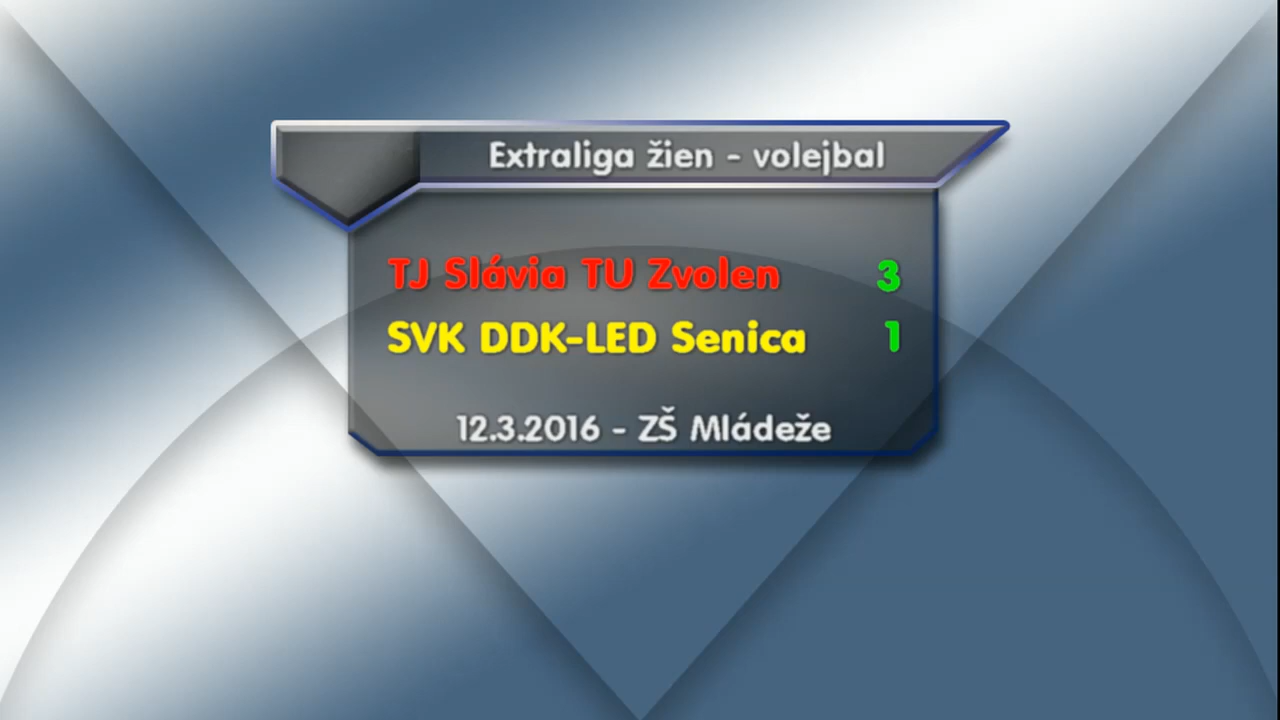 Extraliga žien - volejbal
TJ Slávia TU Zvolen 3
SVK DDK-LED Senica 1
12.3.2016 - ZŠ Mládeže